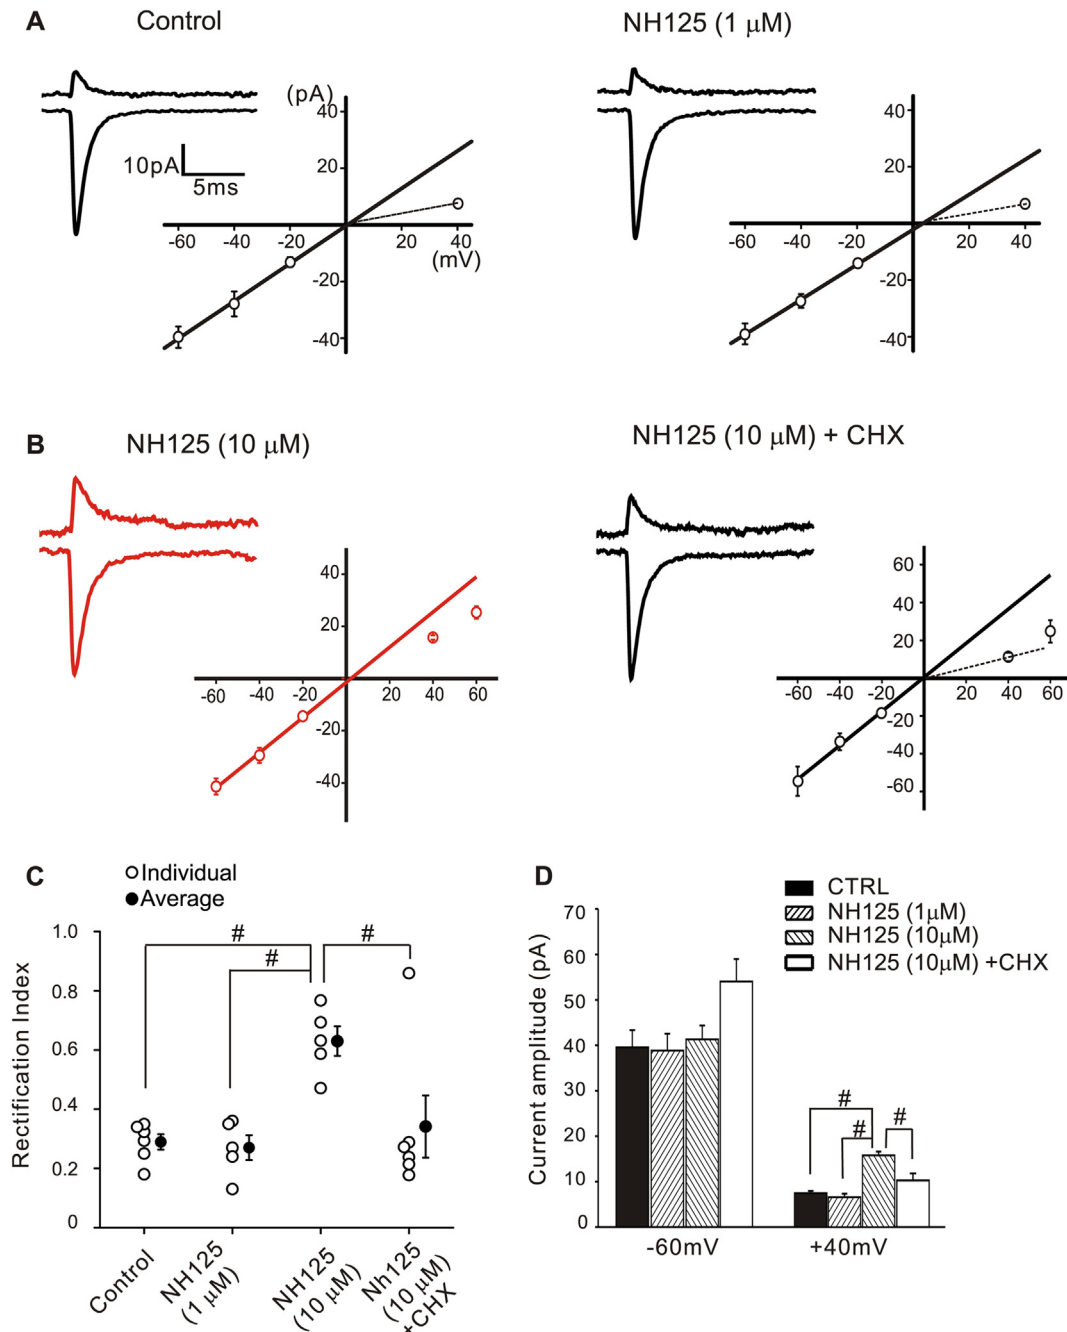 A
Control
NH125 (1 μM)
(pA)
40
20
10pA
5ms
-60
-40
-20
20
40
(mV)
-20
-40
40
20
-60
-40
-20
20
40
-20
-40
B
NH125 (10 μM)
NH125 (10 μM) + CHX
40
20
-60
-40
-20
20
40
60
-20
-40
60
40
20
-60
-40
-20
20
40
60
-20
-40
-60
C
Individual
Average
Rectification Index
1.0
0.8
0.6
0.4
0.2
0
#
#
#
Control
NH125
(1 μM)
NH125
(10 μM)
Nh125
(10 μM)
+CHX
D
CTRL
NH125 (1μM)
NH125 (10μM)
NH125 (10μM) +CHX
Current amplitude (pA)
70
60
50
40
30
20
10
0
#
#
#
-60mV
+40mV